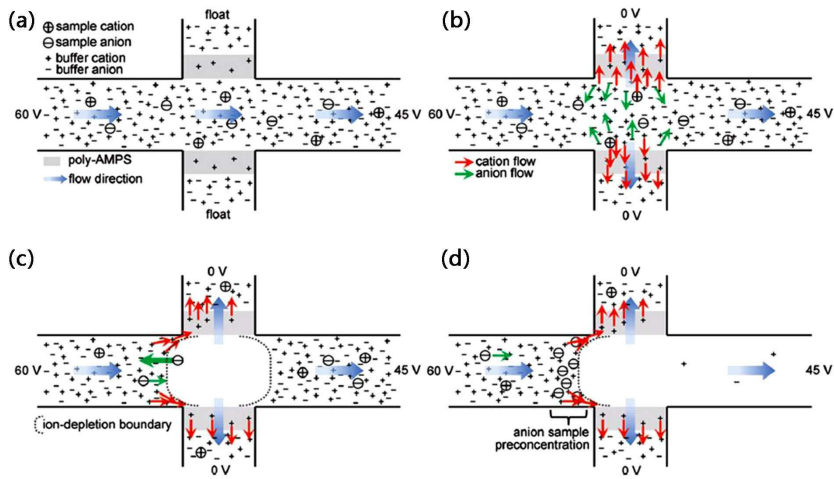 (a)
float
⊕ sample cation
⊖ sample anion
+ buffer cation
− buffer anion
60 V
45 V
poly-AMPS
flow direction
float
(b)
0 V
60 V
45 V
cation flow
anion flow
0 V
(c)
0 V
60 V
45 V
ion-depletion boundary
0 V
(d)
0 V
60 V
45 V
anion sample
preconcentration
0 V